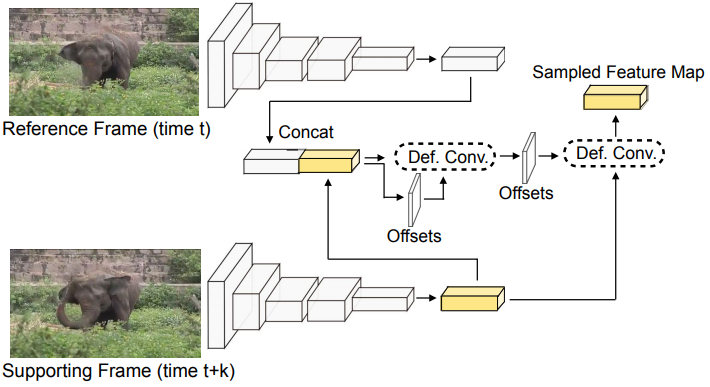 Sampled Feature Map
Reference Frame (time t)
Concat
Def. Conv.
Def. Conv.
Offsets
Offsets
Supporting Frame (time t+k)